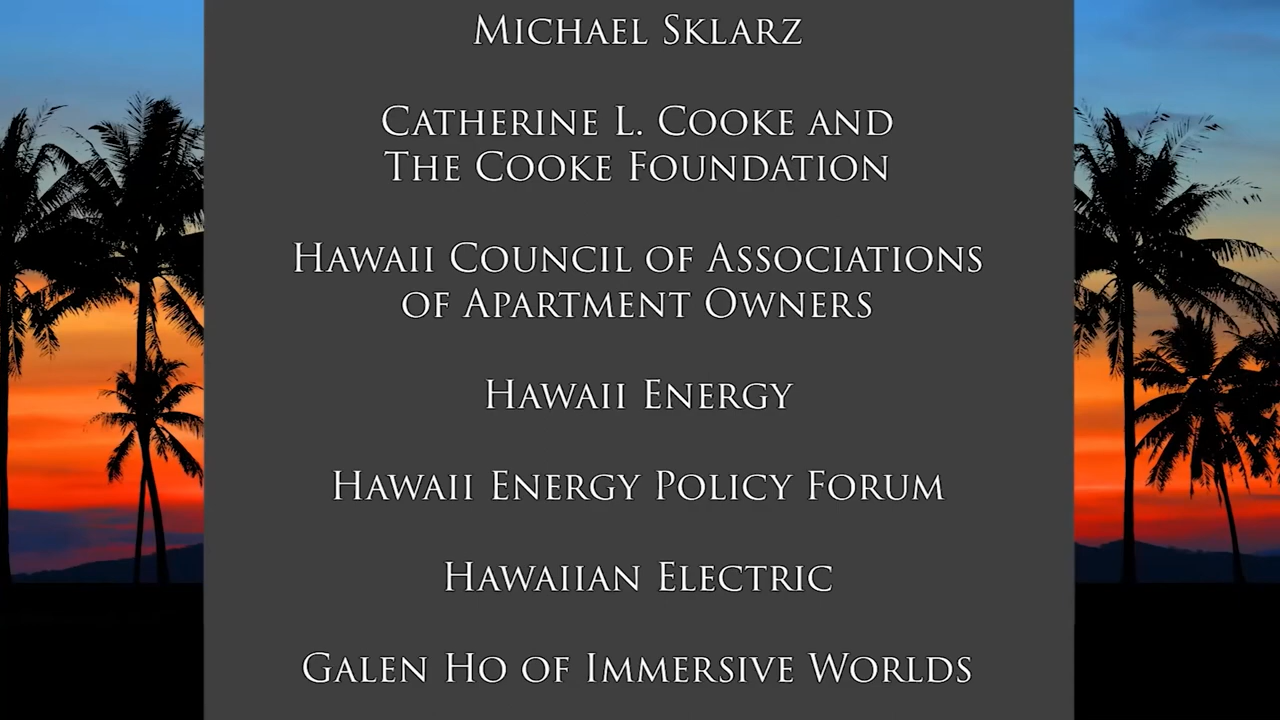 Michael Sklarz
Catherine L. Cooke and
The Cooke Foundation
Hawaii Council of Associations
of Apartment Owners
Hawaii Energy
Hawaii Energy Policy Forum
Hawaiian Electric
Galen Ho of Immersive Worlds